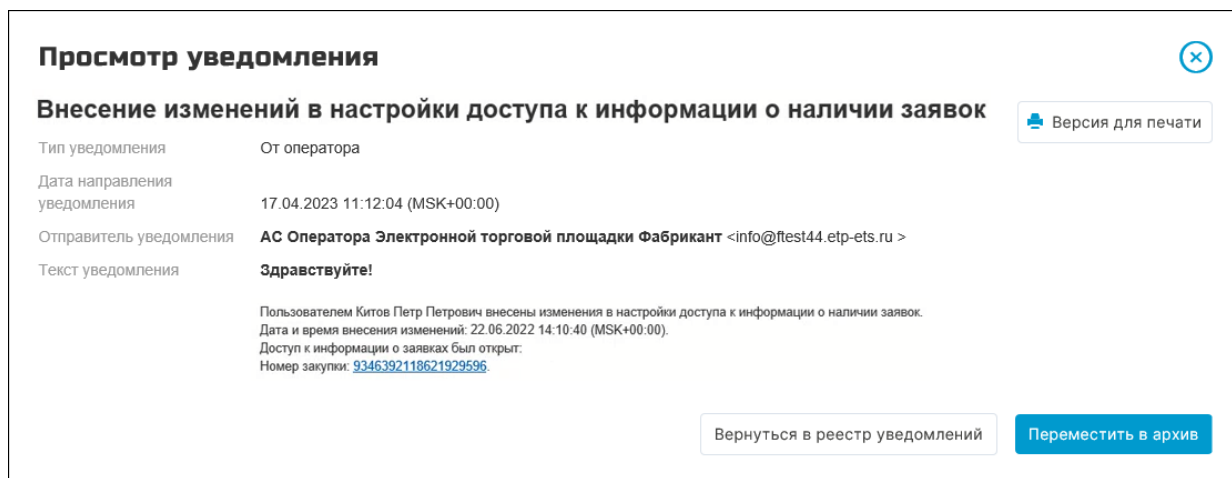 Просмотр уведомления
Внесение изменений в настройки доступа к информации о наличии заявок
Версия для печати
Тип уведомления От оператора
Дата направления
уведомления 17.04.2023 11:12:04 (MSK+00:00)
Отправитель уведомления АС Оператора Электронной торговой площадки Фабрикант <info@ftest44.etp-ets.ru >
Текст уведомления Здравствуйте!
Пользователем Китов Петр Петрович внесены изменения в настройки доступа к информации о наличии заявок.
Дата и время внесения изменений: 22.06.2022 14:10:40 (MSK+00:00).
Доступ к информации о заявках был открыт:
Номер закупки: 9346392118621929596.
Вернуться в реестр уведомлений Переместить в архив